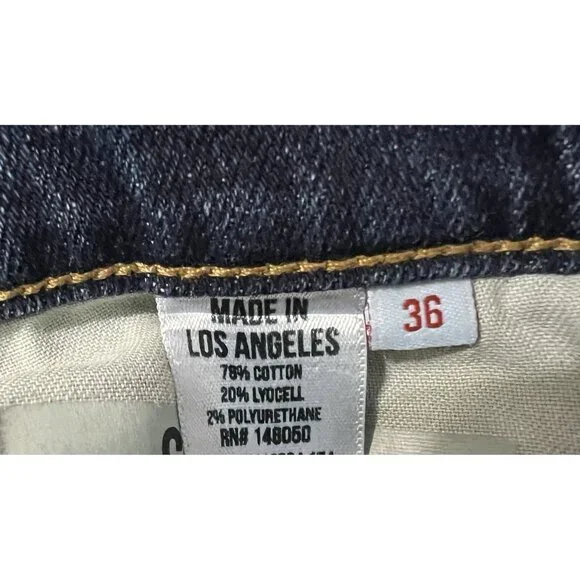 MADE IN
LOS ANGELES
78% COTTON
20% LYOCELL
2% POLYURETHANE
RN# 148050
36